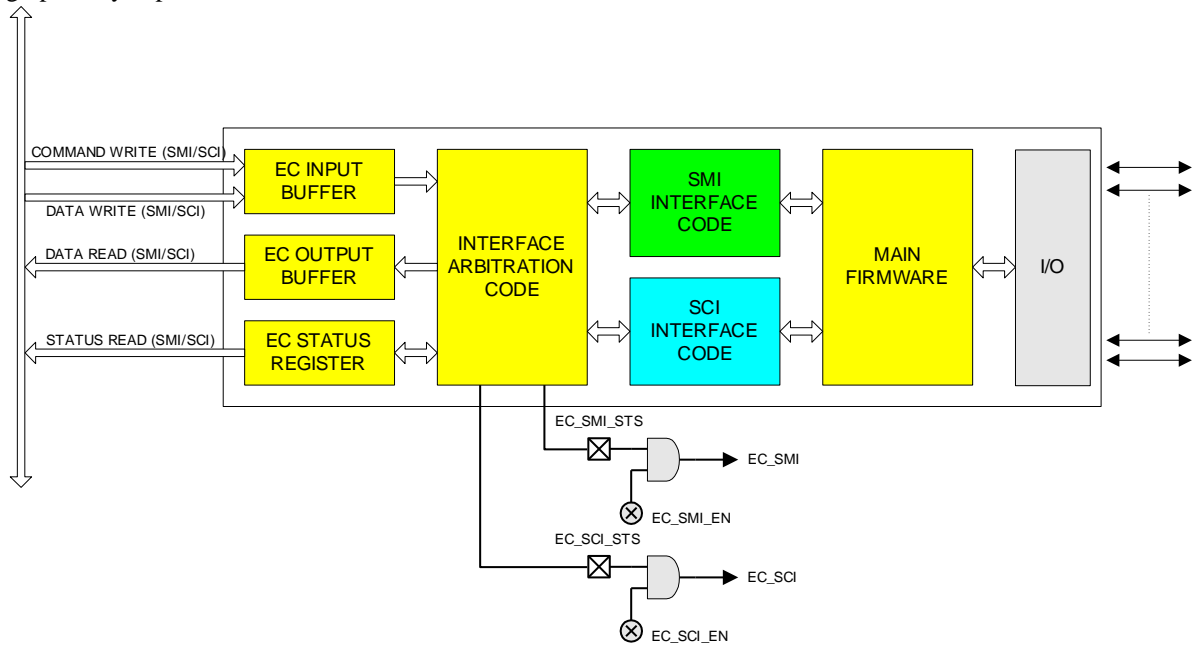 COMMAND WRITE (SMI/SCI)
DATA WRITE (SMI/SCI)
DATA READ (SMI/SCI)
STATUS READ (SMI/SCI)
EC INPUT
BUFFER
EC OUTPUT
BUFFER
EC STATUS
REGISTER
INTERFACE
ARBITRATION
CODE
SMI
INTERFACE
CODE
SCI
INTERFACE
CODE
MAIN
FIRMWARE
I/O
EC_SMI_STS
EC_SMI
EC_SMI_EN
EC_SCI_STS
EC_SCI
EC_SCI_EN